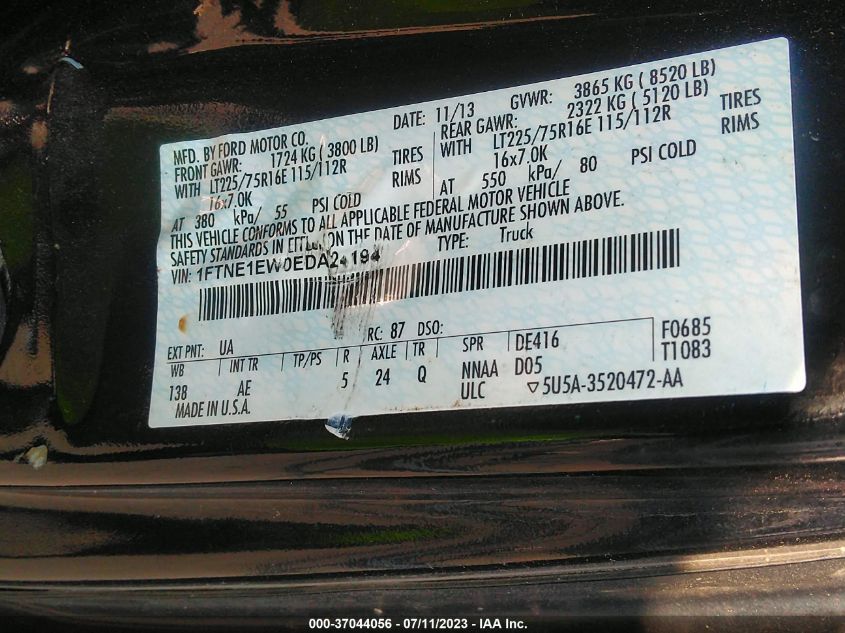 MFD. BY FORD MOTOR CO.
DATE: 11/13 GVWR: 3865 KG ( 8520 LB)
FRONT GAWR: 1724 KG ( 3800 LB)
REAR GAWR: 2322 KG ( 5120 LB)
WITH LT225/75R16E 115/112R TIRES
WITH LT225/75R16E 115/112R TIRES
16x7.0K RIMS
16x7.0K RIMS
AT 380 kPa/ 55 PSI COLD
AT 550 kPa/ 80 PSI COLD
THIS VEHICLE CONFORMS TO ALL APPLICABLE FEDERAL MOTOR VEHICLE
SAFETY STANDARDS IN ON THE DATE OF MANUFACTURE SHOWN ABOVE.
VIN: TYPE: Truck
EXT PNT: UA RC: 87 DSO:
WB INT TR TP/PS R AXLE TR SPR DE416 F0685
138 AE 5 24 Q NNAA D05 T1083
MADE IN U.S.A. ULC ▽5U5A-3520472-AA
000-37044056 - 07/11/2023 - IAA Inc.